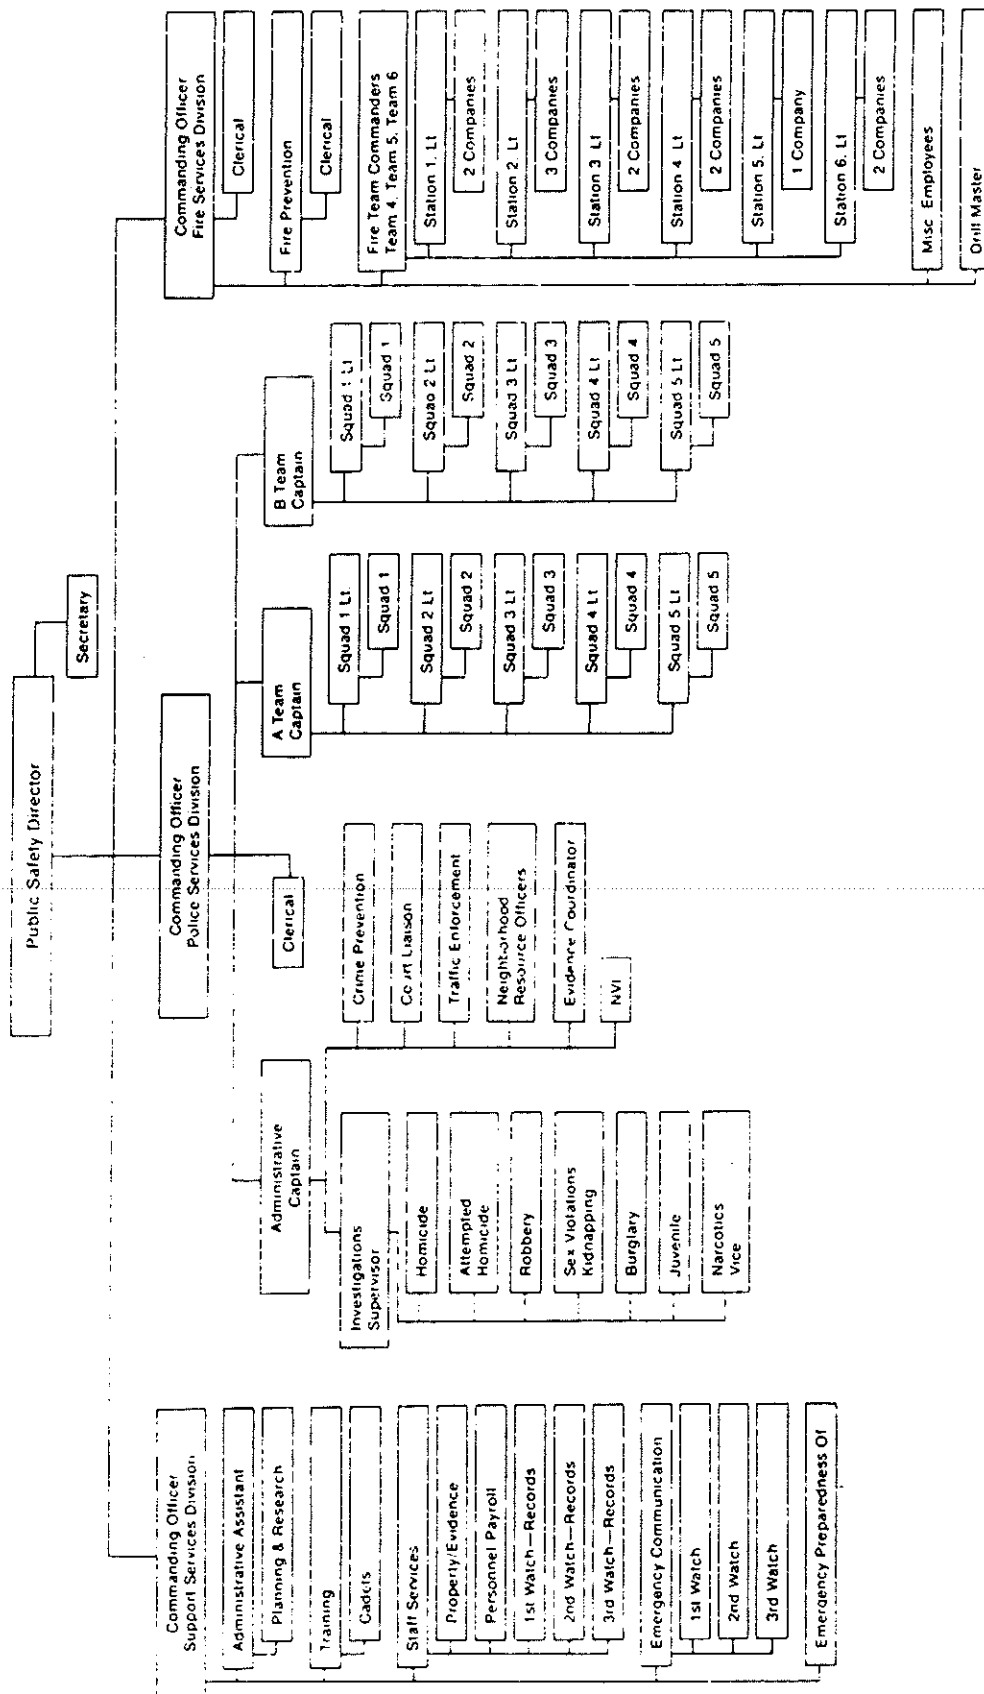 Public Safety Director
Secretary
Commanding Officer
Support Services Division
Administrative Assistant
Planning & Research
Training
Cadets
Staff Services
Property/Evidence
Personnel Payroll
1st Watch—Records
2nd Watch—Records
3rd Watch—Records
Emergency Communication
1st Watch
2nd Watch
3rd Watch
Emergency Preparedness Of
Commanding Officer
Police Services Division
Clerical
Administrative
Captain
Investigations
Supervisor
Homicide
Attempted
Homicide
Robbery
Sex Violations
Kidnapping
Burglary
Juvenile
Narcotics
Vice
Crime Prevention
Court Liaison
Traffic Enforcement
Neighborhood
Resource Officers
Evidence Coordinator
NVI
A Team
Captain
Squad 1 Lt.
Squad 1
Squad 2 Lt
Squad 2
Squad 3 Lt
Squad 3
Squad 4 Lt
Squad 4
Squad 5 Lt
Squad 5
B Team
Captain
Squad 1 Lt
Squad 1
Squad 2 Lt
Squad 2
Squad 3 Lt
Squad 3
Squad 4 Lt
Squad 4
Squad 5 Lt
Squad 5
Commanding Officer
Fire Services Division
Clerical
Fire Prevention
Clerical
Fire Team Commanders
Team 4, Team 5, Team 6
Station 1, Lt
2 Companies
Station 2, Lt
3 Companies
Station 3 Lt
2 Companies
Station 4 Lt
2 Companies
Station 5, Lt
1 Company
Station 6, Lt
2 Companies
Misc Employees
Drill Master